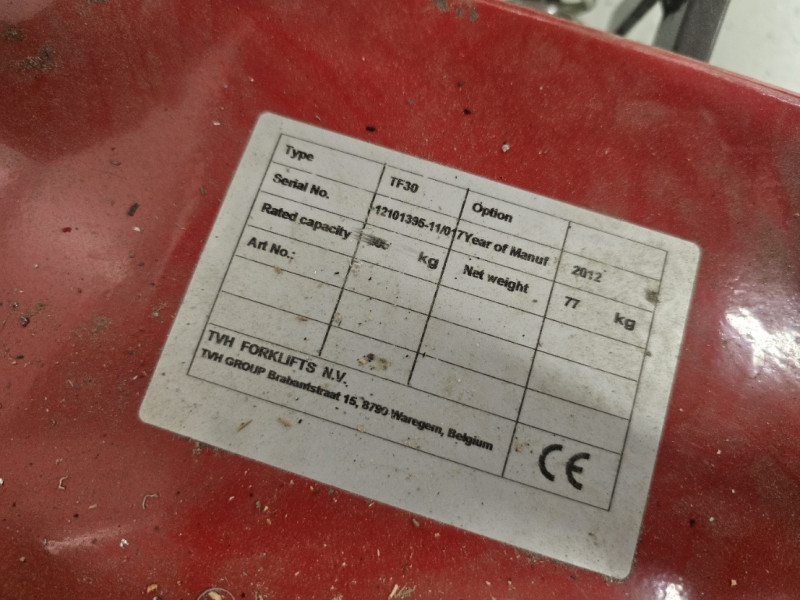 Type TF30 Option
Serial No. 12101395-11/017 Year of Manuf 2012
Rated capacity kg Net weight 77 kg
Art No.:
TVH FORKLIFTS N.V.
TVH GROUP Brabantstraat 15, 8790 Waregem, Belgium
CE